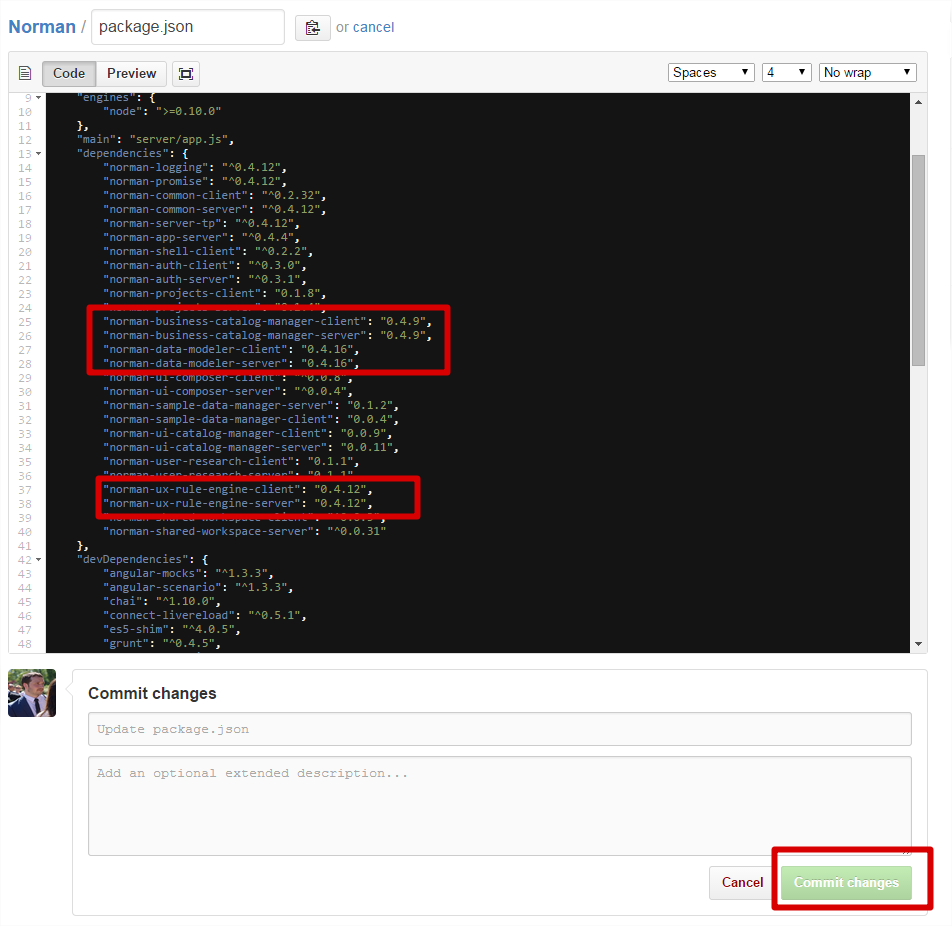 Norman / package.json or cancel
Code Preview Spaces 4 No wrap
9 "engines": {
10 "node": ">=0.10.0"
11 },
12 "main": "server/app.js",
13 "dependencies": {
14 "norman-logging": "^0.4.12",
15 "norman-promise": "^0.4.12",
16 "norman-common-client": "^0.2.32",
17 "norman-common-server": "^0.4.12",
18 "norman-server-tp": "^0.4.12",
19 "norman-app-server": "^0.4.4",
20 "norman-shell-client": "^0.2.2",
21 "norman-auth-client": "^0.3.0",
22 "norman-auth-server": "^0.3.1",
23 "norman-projects-client": "0.1.8",
24
25 "norman-business-catalog-manager-client": "0.4.9",
26 "norman-business-catalog-manager-server": "0.4.9",
27 "norman-data-modeler-client": "0.4.16",
28 "norman-data-modeler-server": "0.4.16",
29 "norman-ui-composer-client": "^0.0.8",
30 "norman-ui-composer-server": "^0.0.4",
31 "norman-sample-data-manager-server": "0.1.2",
32 "norman-sample-data-manager-client": "0.0.4",
33 "norman-ui-catalog-manager-client": "0.0.9",
34 "norman-ui-catalog-manager-server": "0.0.11",
35 "norman-user-research-client": "0.1.1",
36 "norman-user-research-server": "0.1.1",
37 "norman-ux-rule-engine-client": "0.4.12",
38 "norman-ux-rule-engine-server": "0.4.12",
39 "norman-shared-workspace-client":
40 "norman-shared-workspace-server": "^0.0.31"
41 },
42 "devDependencies": {
43 "angular-mocks": "^1.3.3",
44 "angular-scenario": "^1.3.3",
45 "chai": "^1.10.0",
46 "connect-livereload": "^0.5.1",
47 "es5-shim": "^4.0.5",
48 "grunt": "^0.4.5",
Commit changes
Update package.json
Add an optional extended description...
Cancel Commit changes